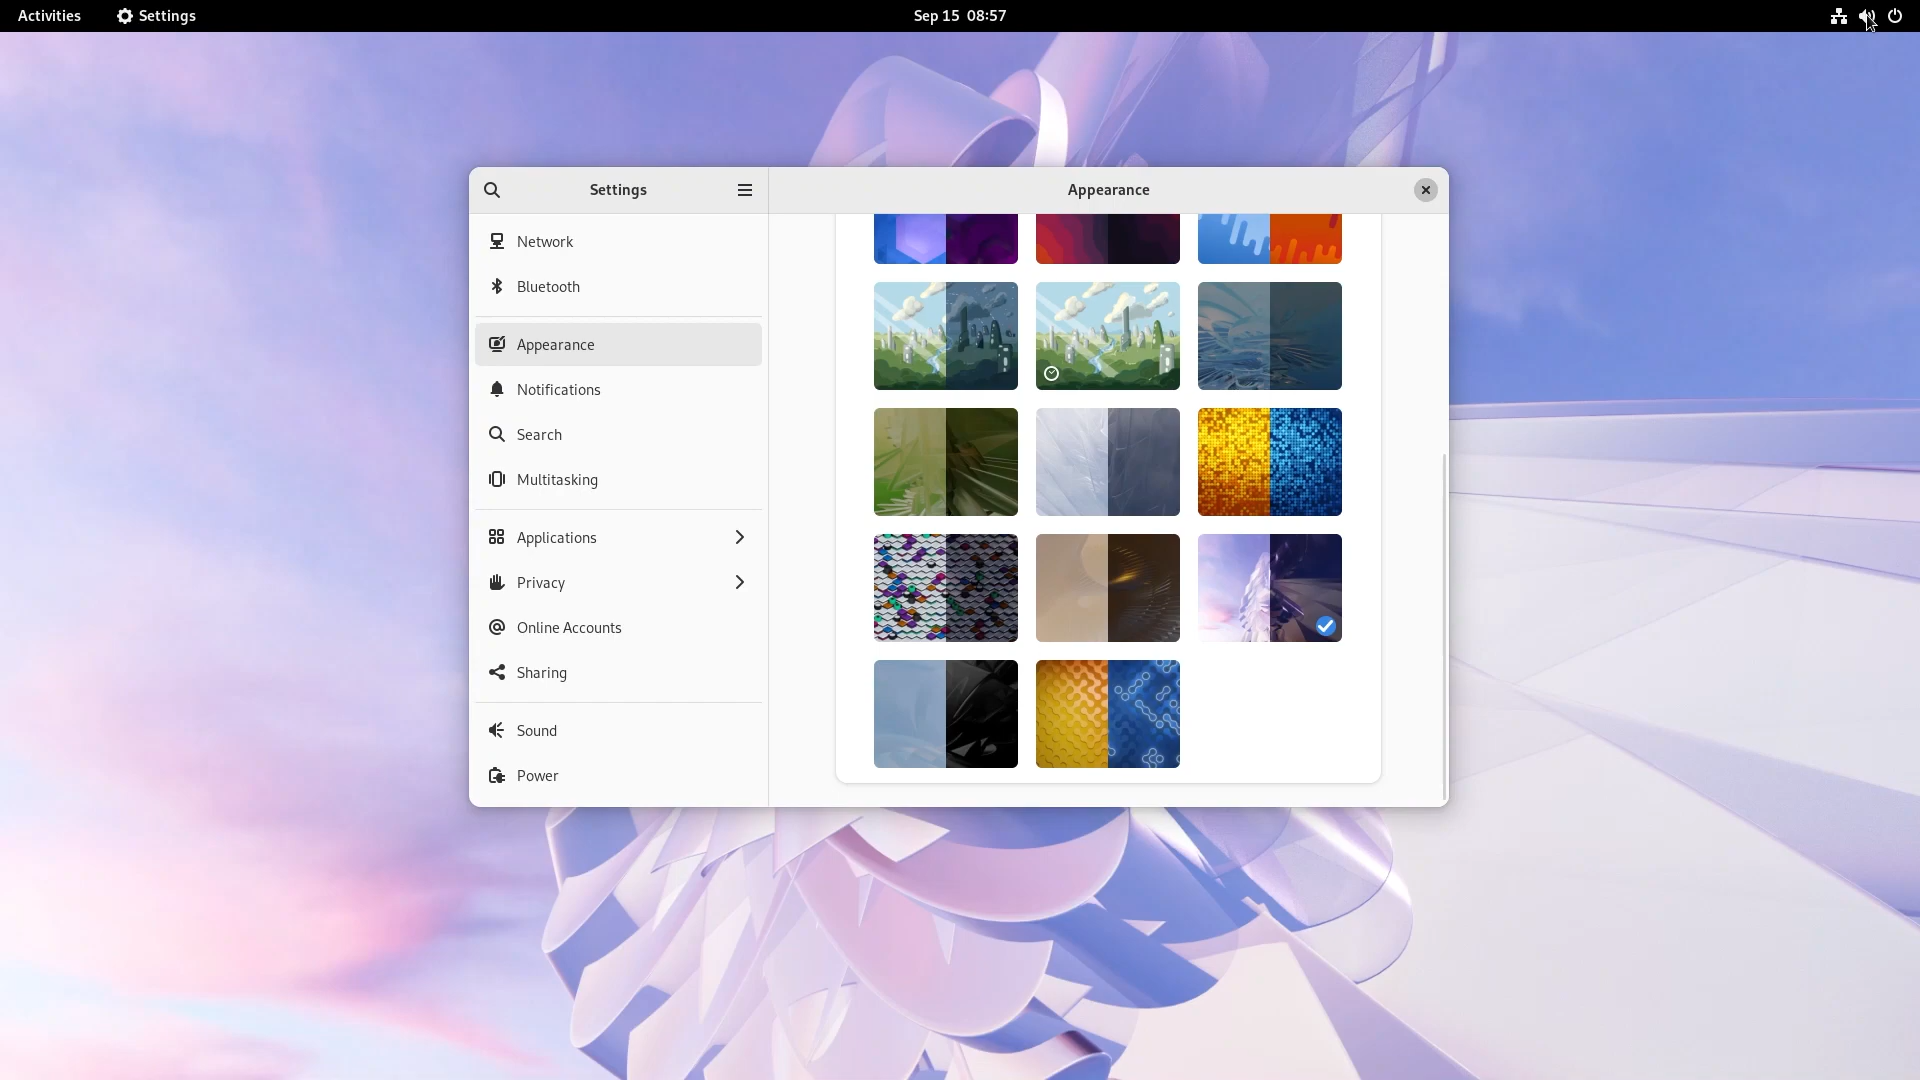 Activities Settings Sep 15 08:57
Settings Appearance
Network
Bluetooth
Appearance
Notifications
Search
Multitasking
Applications
Privacy
Online Accounts
Sharing
Sound
Power